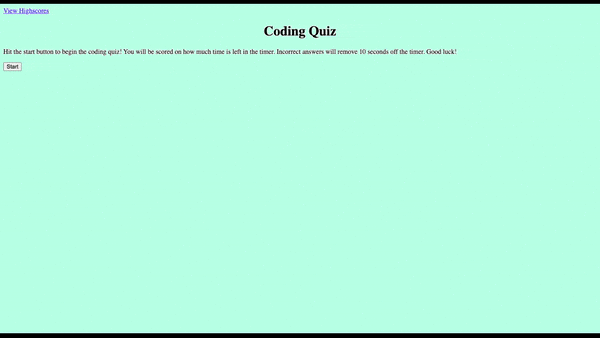 View Highscores
Coding Quiz
Hit the start button to begin the coding quiz! You will be scored on how much time is left in the timer. Incorrect answers will remove 10 seconds off the timer. Good luck!
Start